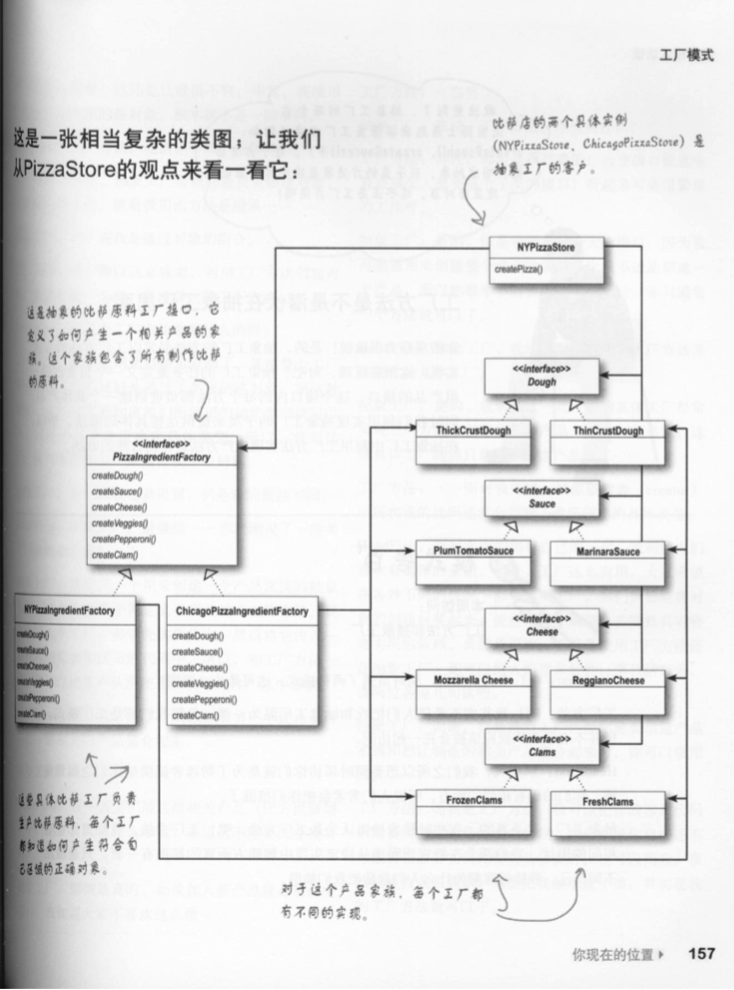 工厂模式
这是一张相当复杂的类图；让我们
从PizzaStore的观点来看一看它：
比萨店的两个具体实例
(NYPizzaStore、ChicagoPizzaStore) 是
抽象工厂的客户。
NYPizzaStore
createPizza()
这是抽象的比萨原料工厂接口，它
定义了如何产生一个相关产品的家
族。这个家族包含了所有制作比萨
的原料。
<<interface>>
Dough
ThickCrustDough
ThinCrustDough
<<interface>>
PizzaIngredientFactory
createDough()
createSauce()
createCheese()
createVeggies()
createPepperoni()
createClam()
<<interface>>
Sauce
PlumTomatoSauce
MarinaraSauce
NYPizzaIngredientFactory
createDough()
createSauce()
createCheese()
createVeggies()
createPepperoni()
createClam()
ChicagoPizzaIngredientFactory
createDough()
createSauce()
createCheese()
createVeggies()
createPepperoni()
createClam()
<<interface>>
Cheese
Mozzarella Cheese
ReggianoCheese
<<interface>>
Clams
FrozenClams
FreshClams
这些具体比萨工厂负责
生产比萨原料，每个工厂
都知道如何产生符合自
己区域的正确对象。
对于这个产品家族，每个工厂都
有不同的实现。
你现在的位置 157